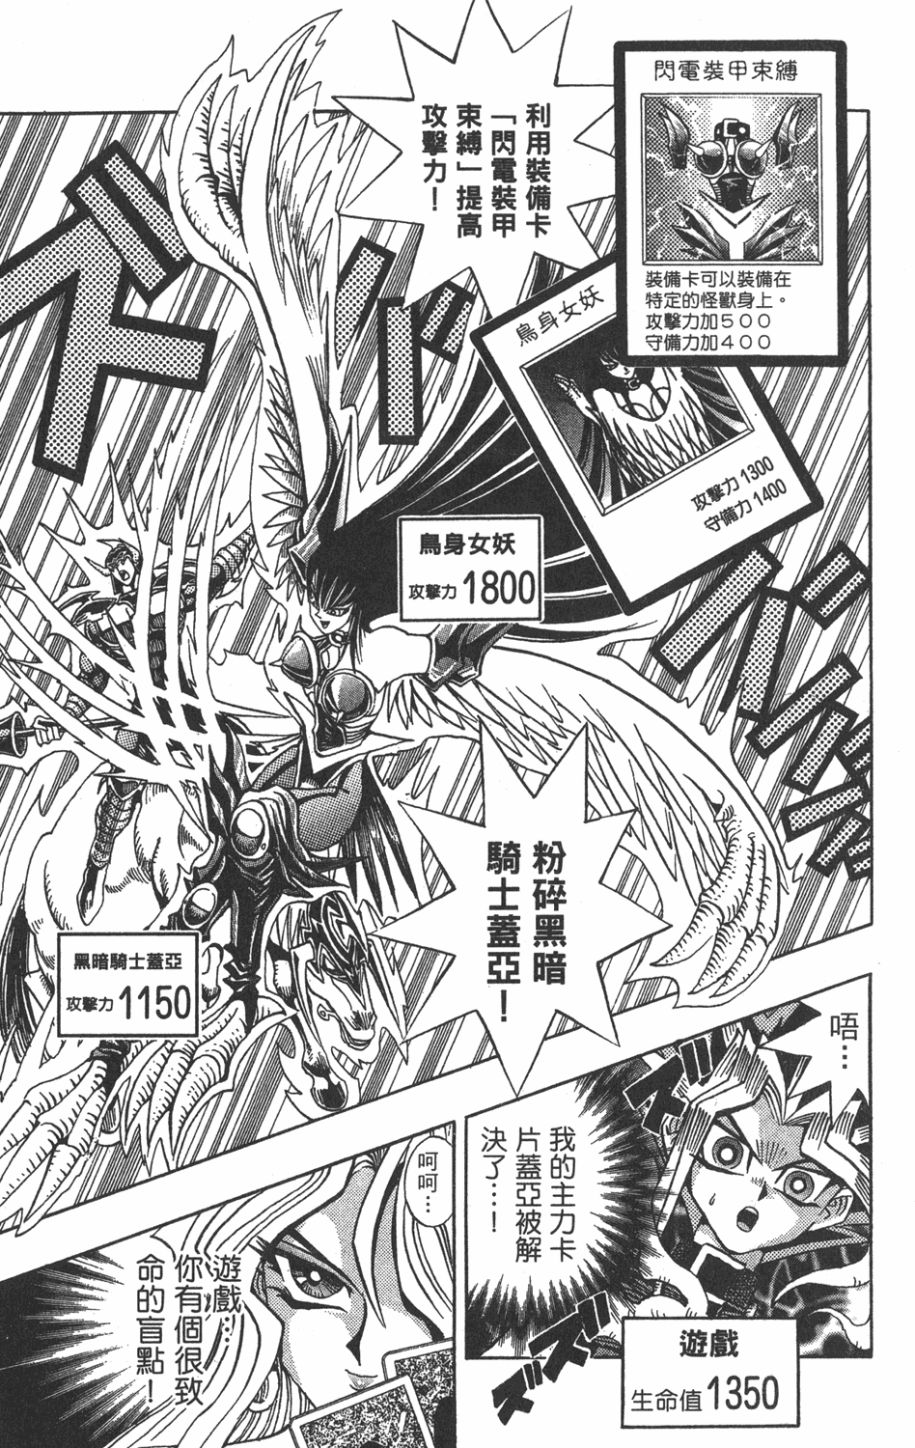 閃電裝甲束縛
裝備卡可以裝備在
特定的怪獸身上。
攻擊力加５００
守備力加４００
利用裝備卡
「閃電裝甲
束縛」提高
攻擊力！
鳥身女妖
攻擊力 1300
守備力 1400
鳥身女妖
攻擊力 1800
粉碎黑暗
騎士蓋亞！
黑暗騎士蓋亞
攻擊力 1150
唔…
我的主力卡
片蓋亞被解
決了…！
遊戲
生命值 1350
呵呵…
遊戲…
你有個很致
命的盲點！